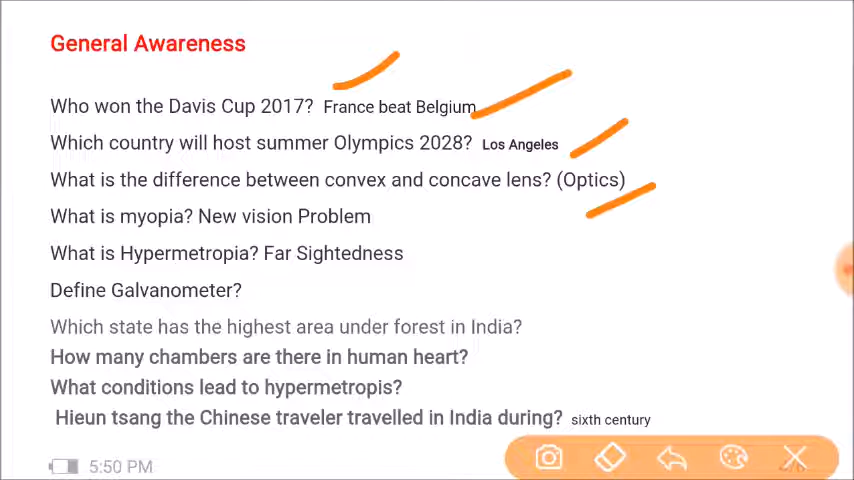 General Awareness
Who won the Davis Cup 2017? France beat Belgium
Which country will host summer Olympics 2028? Los Angeles
What is the difference between convex and concave lens? (Optics)
What is myopia? New vision Problem
What is Hypermetropia? Far Sightedness
Define Galvanometer?
Which state has the highest area under forest in India?
How many chambers are there in human heart?
What conditions lead to hypermetropis?
Hieun tsang the Chinese traveler travelled in India during? sixth century
5:50 PM